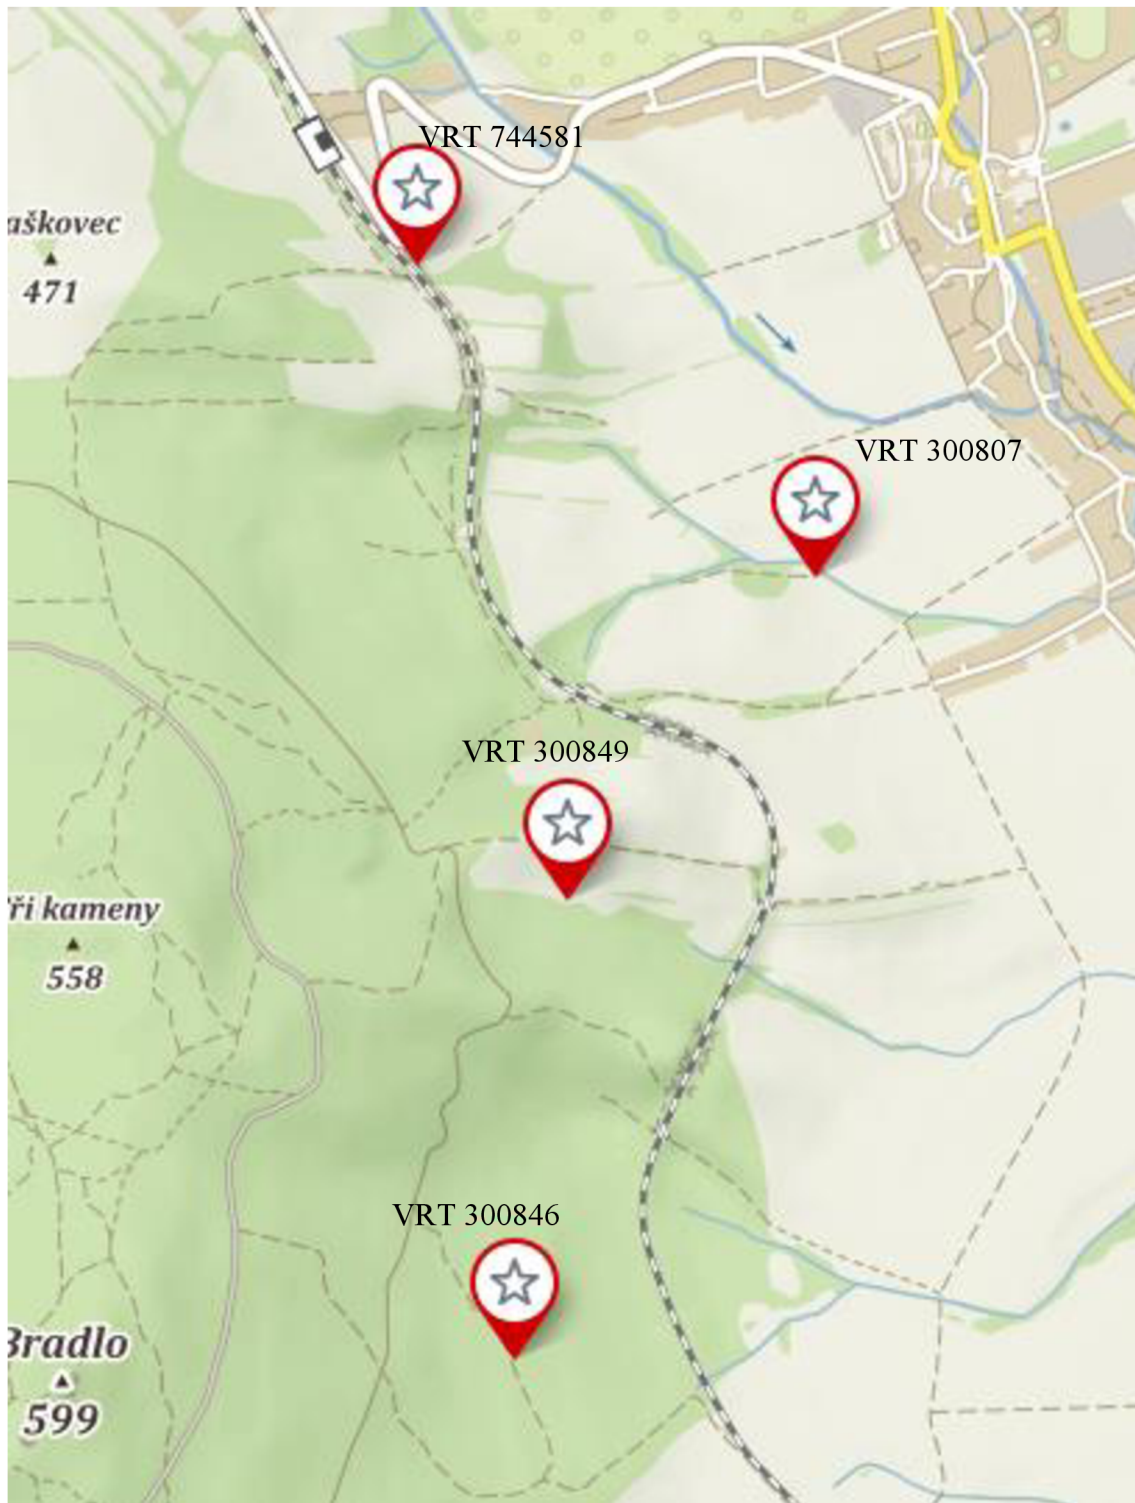 VRT 744581
aškovec
471
VRT 300807
VRT 300849
ři kameny
558
VRT 300846
Bradlo
599